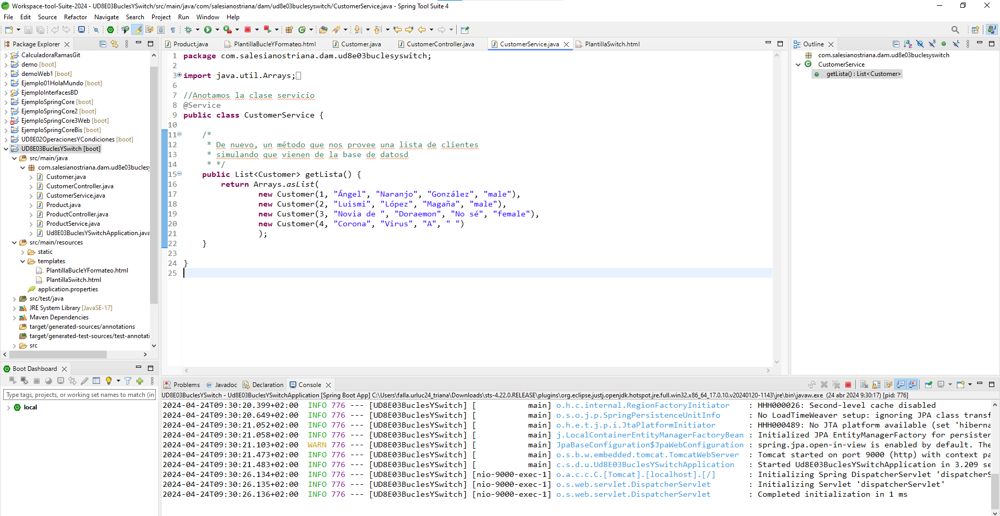 Workspace-tool-Suite-2024 - UD8E03BuclesYSwitch/src/main/java/com/salesianostriana/dam/ud8e03buclesyswitch/CustomerService.java - Spring Tool Suite 4
File Edit Source Refactor Navigate Search Project Run Window Help
Package Explorer
CalculadoraRamasGit
demo [boot]
demoWeb1 [boot]
Ejemplo01HolaMundo [boot]
EjemploInterfacesBD
EjemploSpringCore [boot]
EjemploSpringCore2 [boot]
EjemploSpringCore3Web [boot]
EjemploSpringCoreBis [boot]
UD8E02OperacionesYCondiciones [boot]
UD8E03BuclesYSwitch [boot]
src/main/java
com.salesianostriana.dam.ud8e03bucles
Customer.java
CustomerController.java
CustomerService.java
Product.java
ProductController.java
ProductService.java
Ud8E03BuclesYSwitchApplication.java
src/main/resources
static
templates
PlantillaBucleYFormateo.html
PlantillaSwitch.html
application.properties
src/test/java
JRE System Library [JavaSE-17]
Maven Dependencies
target/generated-sources/annotations
target/generated-test-sources/test-annotati
src
Boot Dashboard
Type tags, projects, or working set names to match (in
local
Product.java PlantillaBucleYFormateo.html Customer.java CustomerController.java CustomerService.java PlantillaSwitch.html
1 package com.salesianostriana.dam.ud8e03buclesyswitch;
2
3 import java.util.Arrays;
6
7 //Anotamos la clase servicio
8 @Service
9 public class CustomerService {
10
11 /*
12 * De nuevo, un método que nos provee una lista de clientes
13 * simulando que vienen de la base de datosd
14 * */
15 public List<Customer> getLista() {
16 return Arrays.asList(
17 new Customer(1, "Ángel", "Naranjo", "González", "male"),
18 new Customer(2, "Luismi", "López", "Magaña", "male"),
19 new Customer(3, "Novia de ", "Doraemon", "No sé", "female"),
20 new Customer(4, "Corona", "Virus", "A", " ")
21 );
22 }
23
24 }
25
Outline
com.salesianostriana.dam.ud8e03buclesyswitch
CustomerService
getLista() : List<Customer>
Problems Javadoc Declaration Console
UD8E03BuclesYSwitch - Ud8E03BuclesYSwitchApplication [Spring Boot App] C:\Users\falla.urluc24_triana\Downloads\sts-4.22.0.RELEASE\plugins\org.eclipse.justj.openjdk.hotspot.jre.full.win32.x86_64_17.0.10.v20240120-1143\jre\bin\javaw.exe (24 abr 2024 9:30:17) [pid: 776]
2024-04-24T09:30:20.399+02:00 INFO 776 --- [UD8E03BuclesYSwitch] [ main] o.h.c.internal.RegionFactoryInitiator : HHH000026: Second-level cache disabled
2024-04-24T09:30:20.649+02:00 INFO 776 --- [UD8E03BuclesYSwitch] [ main] o.s.o.j.p.SpringPersistenceUnitInfo : No LoadTimeWeaver setup: ignoring JPA class transf
2024-04-24T09:30:21.052+02:00 INFO 776 --- [UD8E03BuclesYSwitch] [ main] o.h.e.t.j.p.i.JtaPlatformInitiator : HHH000489: No JTA platform available (set 'hiberna
2024-04-24T09:30:21.058+02:00 INFO 776 --- [UD8E03BuclesYSwitch] [ main] j.LocalContainerEntityManagerFactoryBean : Initialized JPA EntityManagerFactory for persisten
2024-04-24T09:30:21.103+02:00 WARN 776 --- [UD8E03BuclesYSwitch] [ main] JpaBaseConfiguration$JpaWebConfiguration : spring.jpa.open-in-view is enabled by default. The
2024-04-24T09:30:21.473+02:00 INFO 776 --- [UD8E03BuclesYSwitch] [ main] o.s.b.w.embedded.tomcat.TomcatWebServer : Tomcat started on port 9000 (http) with context pa
2024-04-24T09:30:21.483+02:00 INFO 776 --- [UD8E03BuclesYSwitch] [ main] c.s.d.u.Ud8E03BuclesYSwitchApplication : Started Ud8E03BuclesYSwitchApplication in 3.209 se
2024-04-24T09:30:26.134+02:00 INFO 776 --- [UD8E03BuclesYSwitch] [nio-9000-exec-1] o.a.c.c.C.[Tomcat].[localhost].[/] : Initializing Spring DispatcherServlet 'dispatcherS
2024-04-24T09:30:26.135+02:00 INFO 776 --- [UD8E03BuclesYSwitch] [nio-9000-exec-1] o.s.web.servlet.DispatcherServlet : Initializing Servlet 'dispatcherServlet'
2024-04-24T09:30:26.136+02:00 INFO 776 --- [UD8E03BuclesYSwitch] [nio-9000-exec-1] o.s.web.servlet.DispatcherServlet : Completed initialization in 1 ms